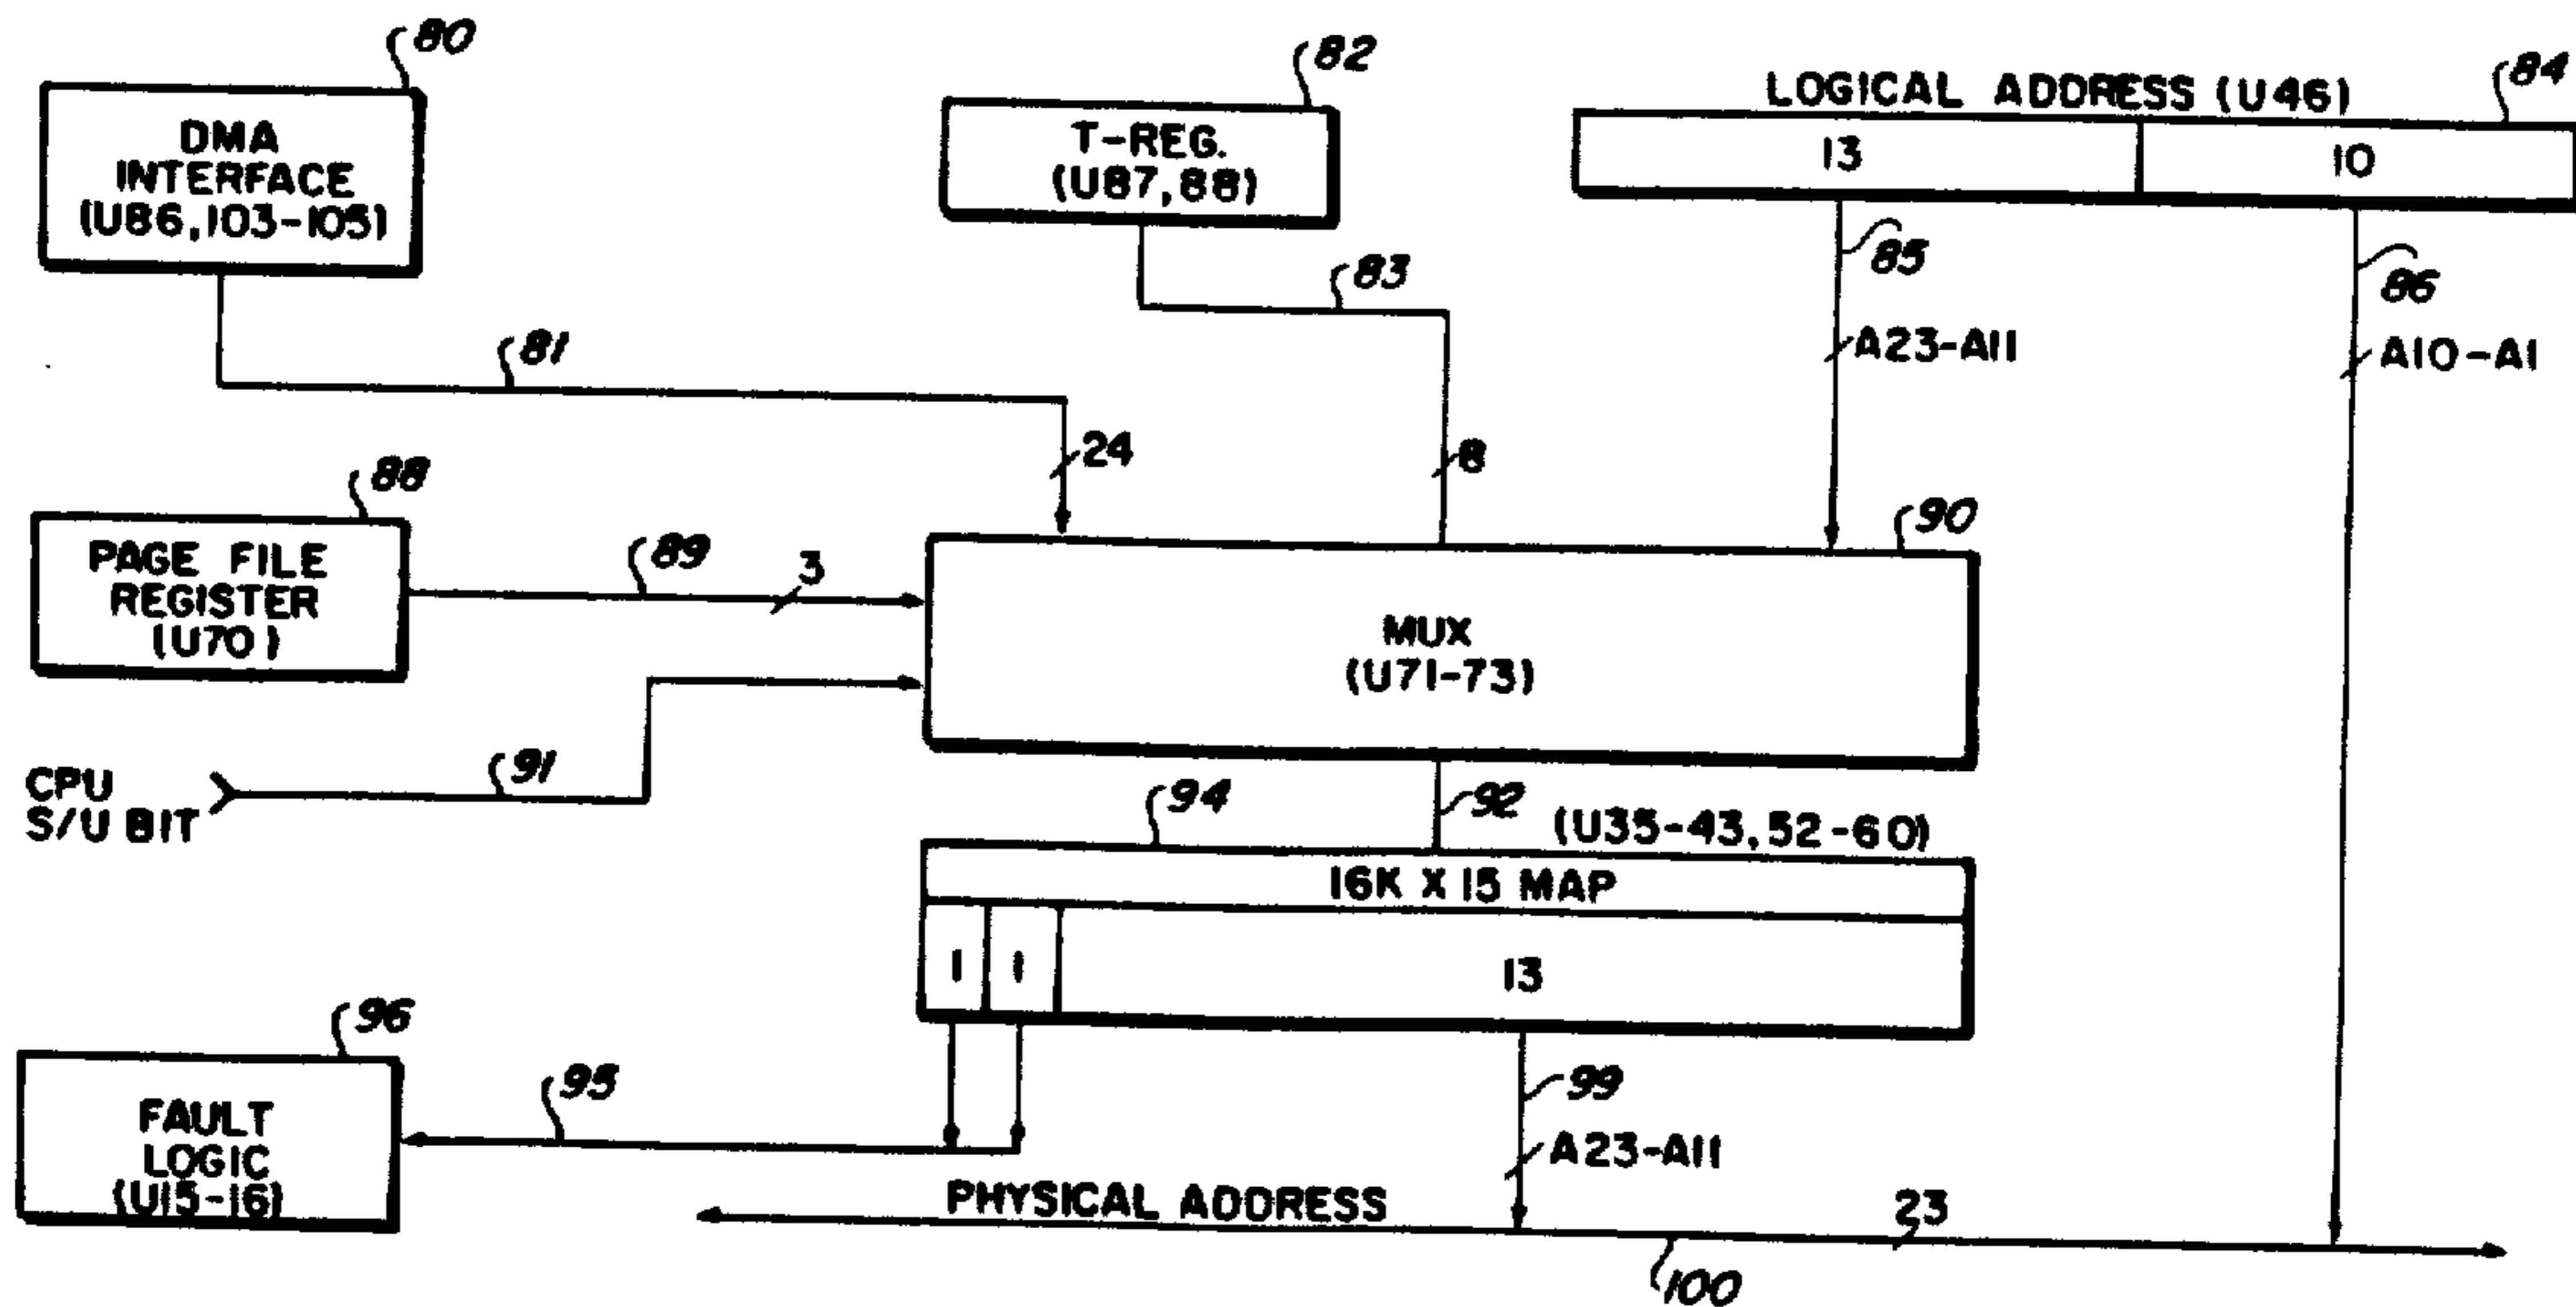 80
82
84
DMA
INTERFACE
(U86,103-105)
T-REG.
(U87,88)
LOGICAL ADDRESS (U46)
13
10
85
86
83
81
A23-A11
A10-A1
24
8
88
PAGE FILE
REGISTER
(U70)
89
3
90
MUX
(U71-73)
CPU
S/U BIT
91
92
94
(U35-43,52-60)
16K X 15 MAP
1
1
13
96
FAULT
LOGIC
(U15-16)
95
99
A23-A11
PHYSICAL ADDRESS
23
100